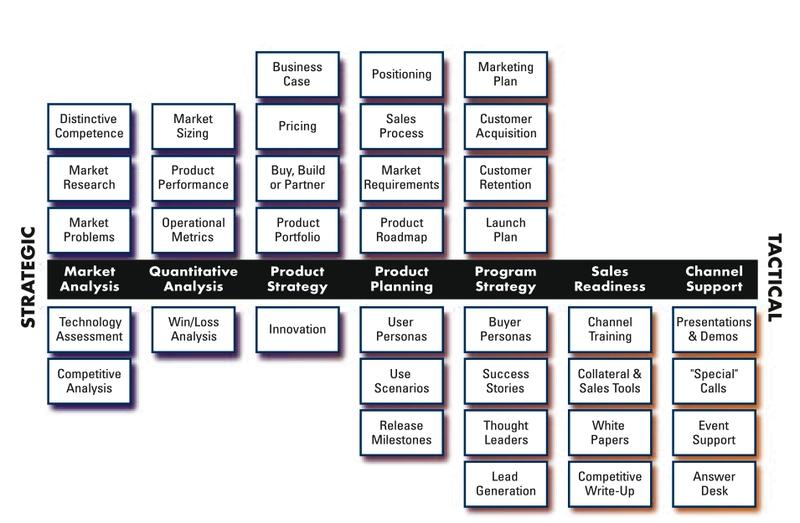 Business
Case
Positioning
Marketing
Plan
Distinctive
Competence
Market
Sizing
Pricing
Sales
Process
Customer
Acquisition
Market
Research
Product
Performance
Buy, Build
or Partner
Market
Requirements
Customer
Retention
Market
Problems
Operational
Metrics
Product
Portfolio
Product
Roadmap
Launch
Plan
STRATEGIC
Market
Analysis
Quantitative
Analysis
Product
Strategy
Product
Planning
Program
Strategy
Sales
Readiness
Channel
Support
TACTICAL
Technology
Assessment
Win/Loss
Analysis
Innovation
User
Personas
Buyer
Personas
Channel
Training
Presentations
& Demos
Competitive
Analysis
Use
Scenarios
Success
Stories
Collateral &
Sales Tools
"Special"
Calls
Release
Milestones
Thought
Leaders
White
Papers
Event
Support
Lead
Generation
Competitive
Write-Up
Answer
Desk